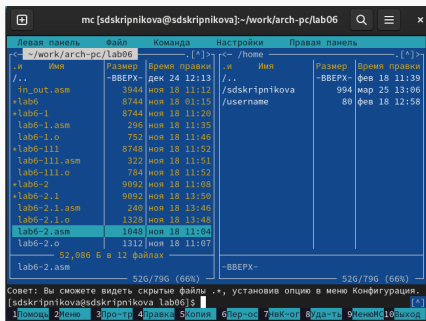 mc [sdskripnikova@sdskripnikova]:~/work/arch-pc/lab06
Левая панель Файл Команда Настройки Правая панель
<- ~/work/arch-pc/lab06 .[^]> <- /home .[^]>
.и Имя Размер Время правки .и Имя Размер Время правки
/.. -ВВЕРХ- дек 24 12:13 /.. -ВВЕРХ- фев 18 11:39
in_out.asm 3944 ноя 18 11:12 /sdskripnikova 994 мар 25 13:06
*lab6 8744 ноя 18 01:15 /username 80 фев 18 12:58
*lab6-1 8744 ноя 18 11:20
lab6-1.asm 296 ноя 18 11:35
lab6-1.o 752 ноя 18 11:46
*lab6-111 8748 ноя 18 11:52
lab6-111.asm 322 ноя 18 11:51
lab6-111.o 784 ноя 18 11:52
*lab6-2 9092 ноя 18 11:08
*lab6-2.1 9092 ноя 18 13:50
lab6-2.1.asm 240 ноя 18 13:46
lab6-2.1.o 1328 ноя 18 13:48
lab6-2.asm 1048 ноя 18 11:04
lab6-2.o 1312 ноя 18 11:07
52,086 Б в 12 файлах
lab6-2.asm -ВВЕРХ-
52G/79G (66%) 52G/79G (66%)
Совет: Вы сможете видеть скрытые файлы .*, установив опцию в меню Конфигурация.
[sdskripnikova@sdskripnikova lab06]$ [^]
1Помощь 2Меню 3Про~тр 4Правка 5Копия 6Пер~ос 7НвК~ог 8Уда~ть 9МенюMC 10Выход